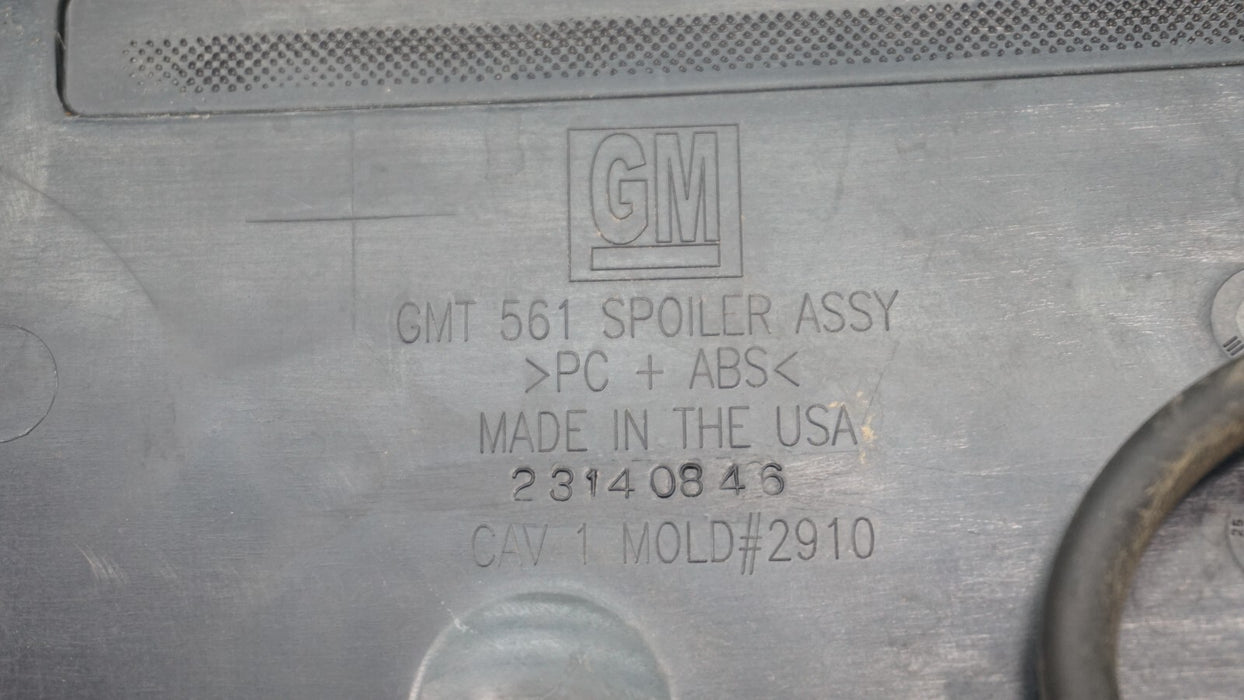 GM
GMT 561 SPOILER ASSY
>PC + ABS<
MADE IN THE USA
23140846
CAV 1 MOLD#2910